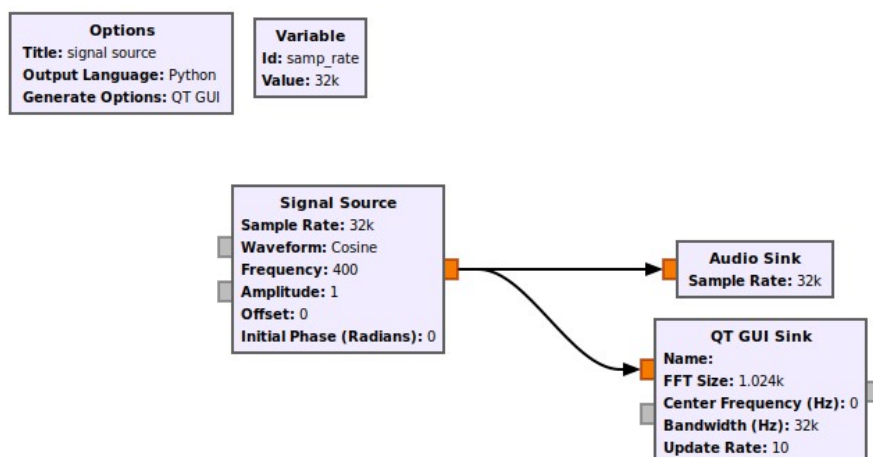 Options
Title: signal source
Output Language: Python
Generate Options: QT GUI
Variable
Id: samp_rate
Value: 32k
Signal Source
Sample Rate: 32k
Waveform: Cosine
Frequency: 400
Amplitude: 1
Offset: 0
Initial Phase (Radians): 0
Audio Sink
Sample Rate: 32k
QT GUI Sink
Name:
FFT Size: 1.024k
Center Frequency (Hz): 0
Bandwidth (Hz): 32k
Update Rate: 10